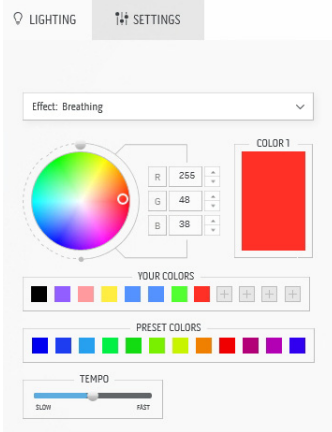 LIGHTING SETTINGS
Effect: Breathing
COLOR 1
R 255
G 48
B 38
YOUR COLORS
PRESET COLORS
TEMPO
SLOW FAST